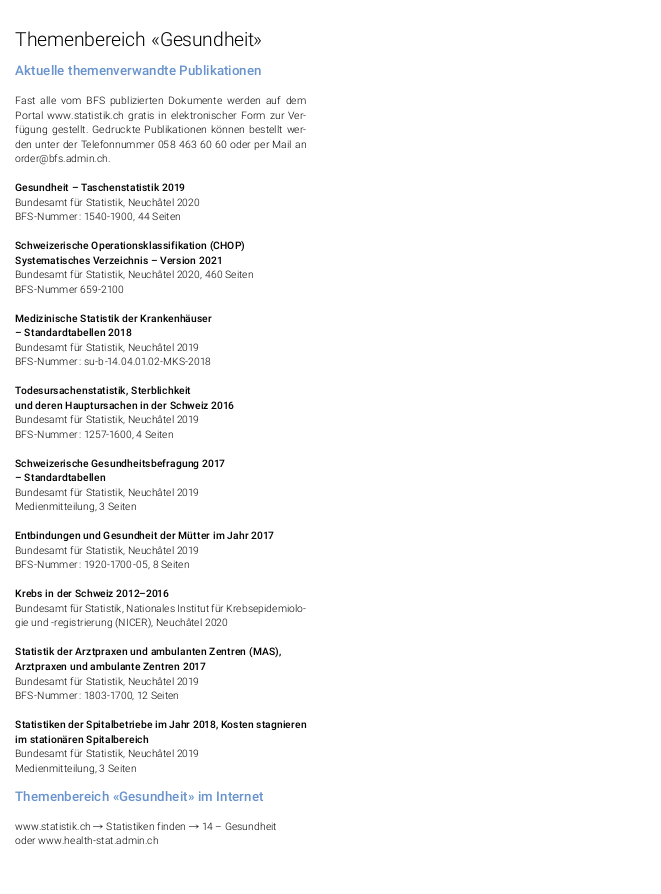 Themenbereich «Gesundheit»
Aktuelle themenverwandte Publikationen
Fast alle vom BFS publizierten Dokumente werden auf dem
Portal www.statistik.ch gratis in elektronischer Form zur Ver-
fügung gestellt. Gedruckte Publikationen können bestellt wer-
den unter der Telefonnummer 058 463 60 60 oder per Mail an
order@bfs.admin.ch.
Gesundheit – Taschenstatistik 2019
Bundesamt für Statistik, Neuchâtel 2020
BFS-Nummer: 1540-1900, 44 Seiten
Schweizerische Operationsklassifikation (CHOP)
Systematisches Verzeichnis – Version 2021
Bundesamt für Statistik, Neuchâtel 2020, 460 Seiten
BFS-Nummer 659-2100
Medizinische Statistik der Krankenhäuser
– Standardtabellen 2018
Bundesamt für Statistik, Neuchâtel 2019
BFS-Nummer: su-b-14.04.01.02-MKS-2018
Todesursachenstatistik, Sterblichkeit
und deren Hauptursachen in der Schweiz 2016
Bundesamt für Statistik, Neuchâtel 2019
BFS-Nummer: 1257-1600, 4 Seiten
Schweizerische Gesundheitsbefragung 2017
– Standardtabellen
Bundesamt für Statistik, Neuchâtel 2019
Medienmitteilung, 3 Seiten
Entbindungen und Gesundheit der Mütter im Jahr 2017
Bundesamt für Statistik, Neuchâtel 2019
BFS-Nummer: 1920-1700-05, 8 Seiten
Krebs in der Schweiz 2012–2016
Bundesamt für Statistik, Nationales Institut für Krebsepidemiolo-
gie und -registrierung (NICER), Neuchâtel 2020
Statistik der Arztpraxen und ambulanten Zentren (MAS),
Arztpraxen und ambulante Zentren 2017
Bundesamt für Statistik, Neuchâtel 2019
BFS-Nummer: 1803-1700, 12 Seiten
Statistiken der Spitalbetriebe im Jahr 2018, Kosten stagnieren
im stationären Spitalbereich
Bundesamt für Statistik, Neuchâtel 2019
Medienmitteilung, 3 Seiten
Themenbereich «Gesundheit» im Internet
www.statistik.ch → Statistiken finden → 14 – Gesundheit
oder www.health-stat.admin.ch